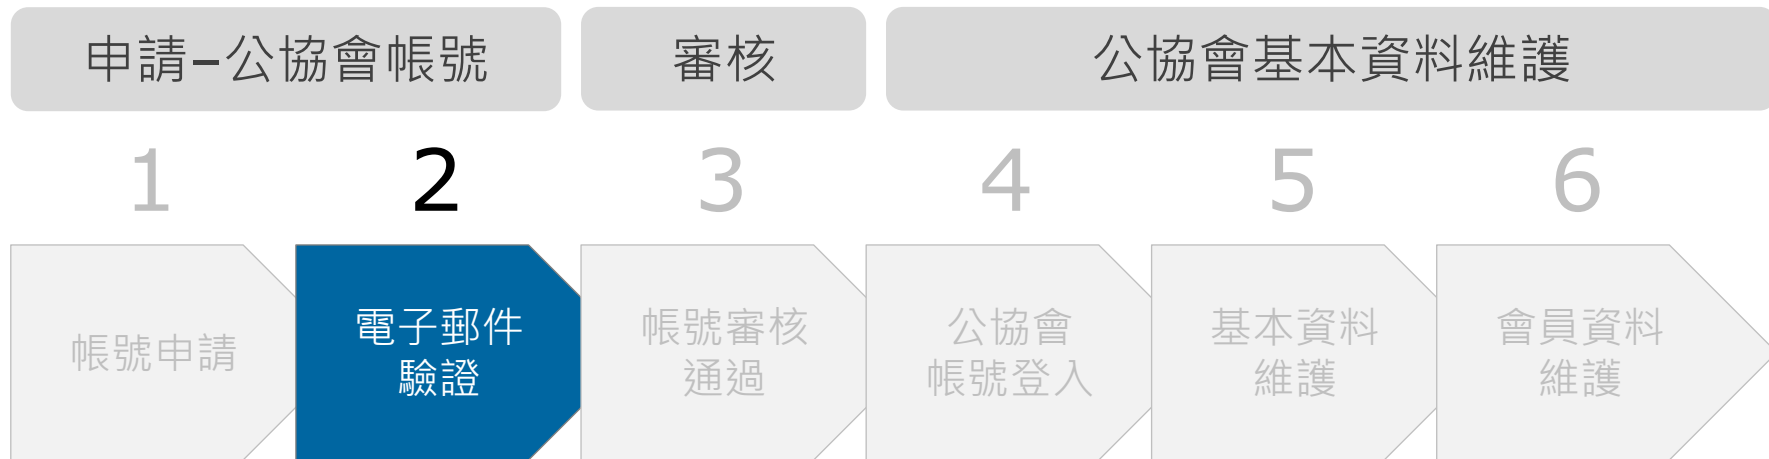 申請–公協會帳號
審核
公協會基本資料維護
1
2
3
4
5
6
帳號申請
電子郵件
驗證
帳號審核
通過
公協會
帳號登入
基本資料
維護
會員資料
維護